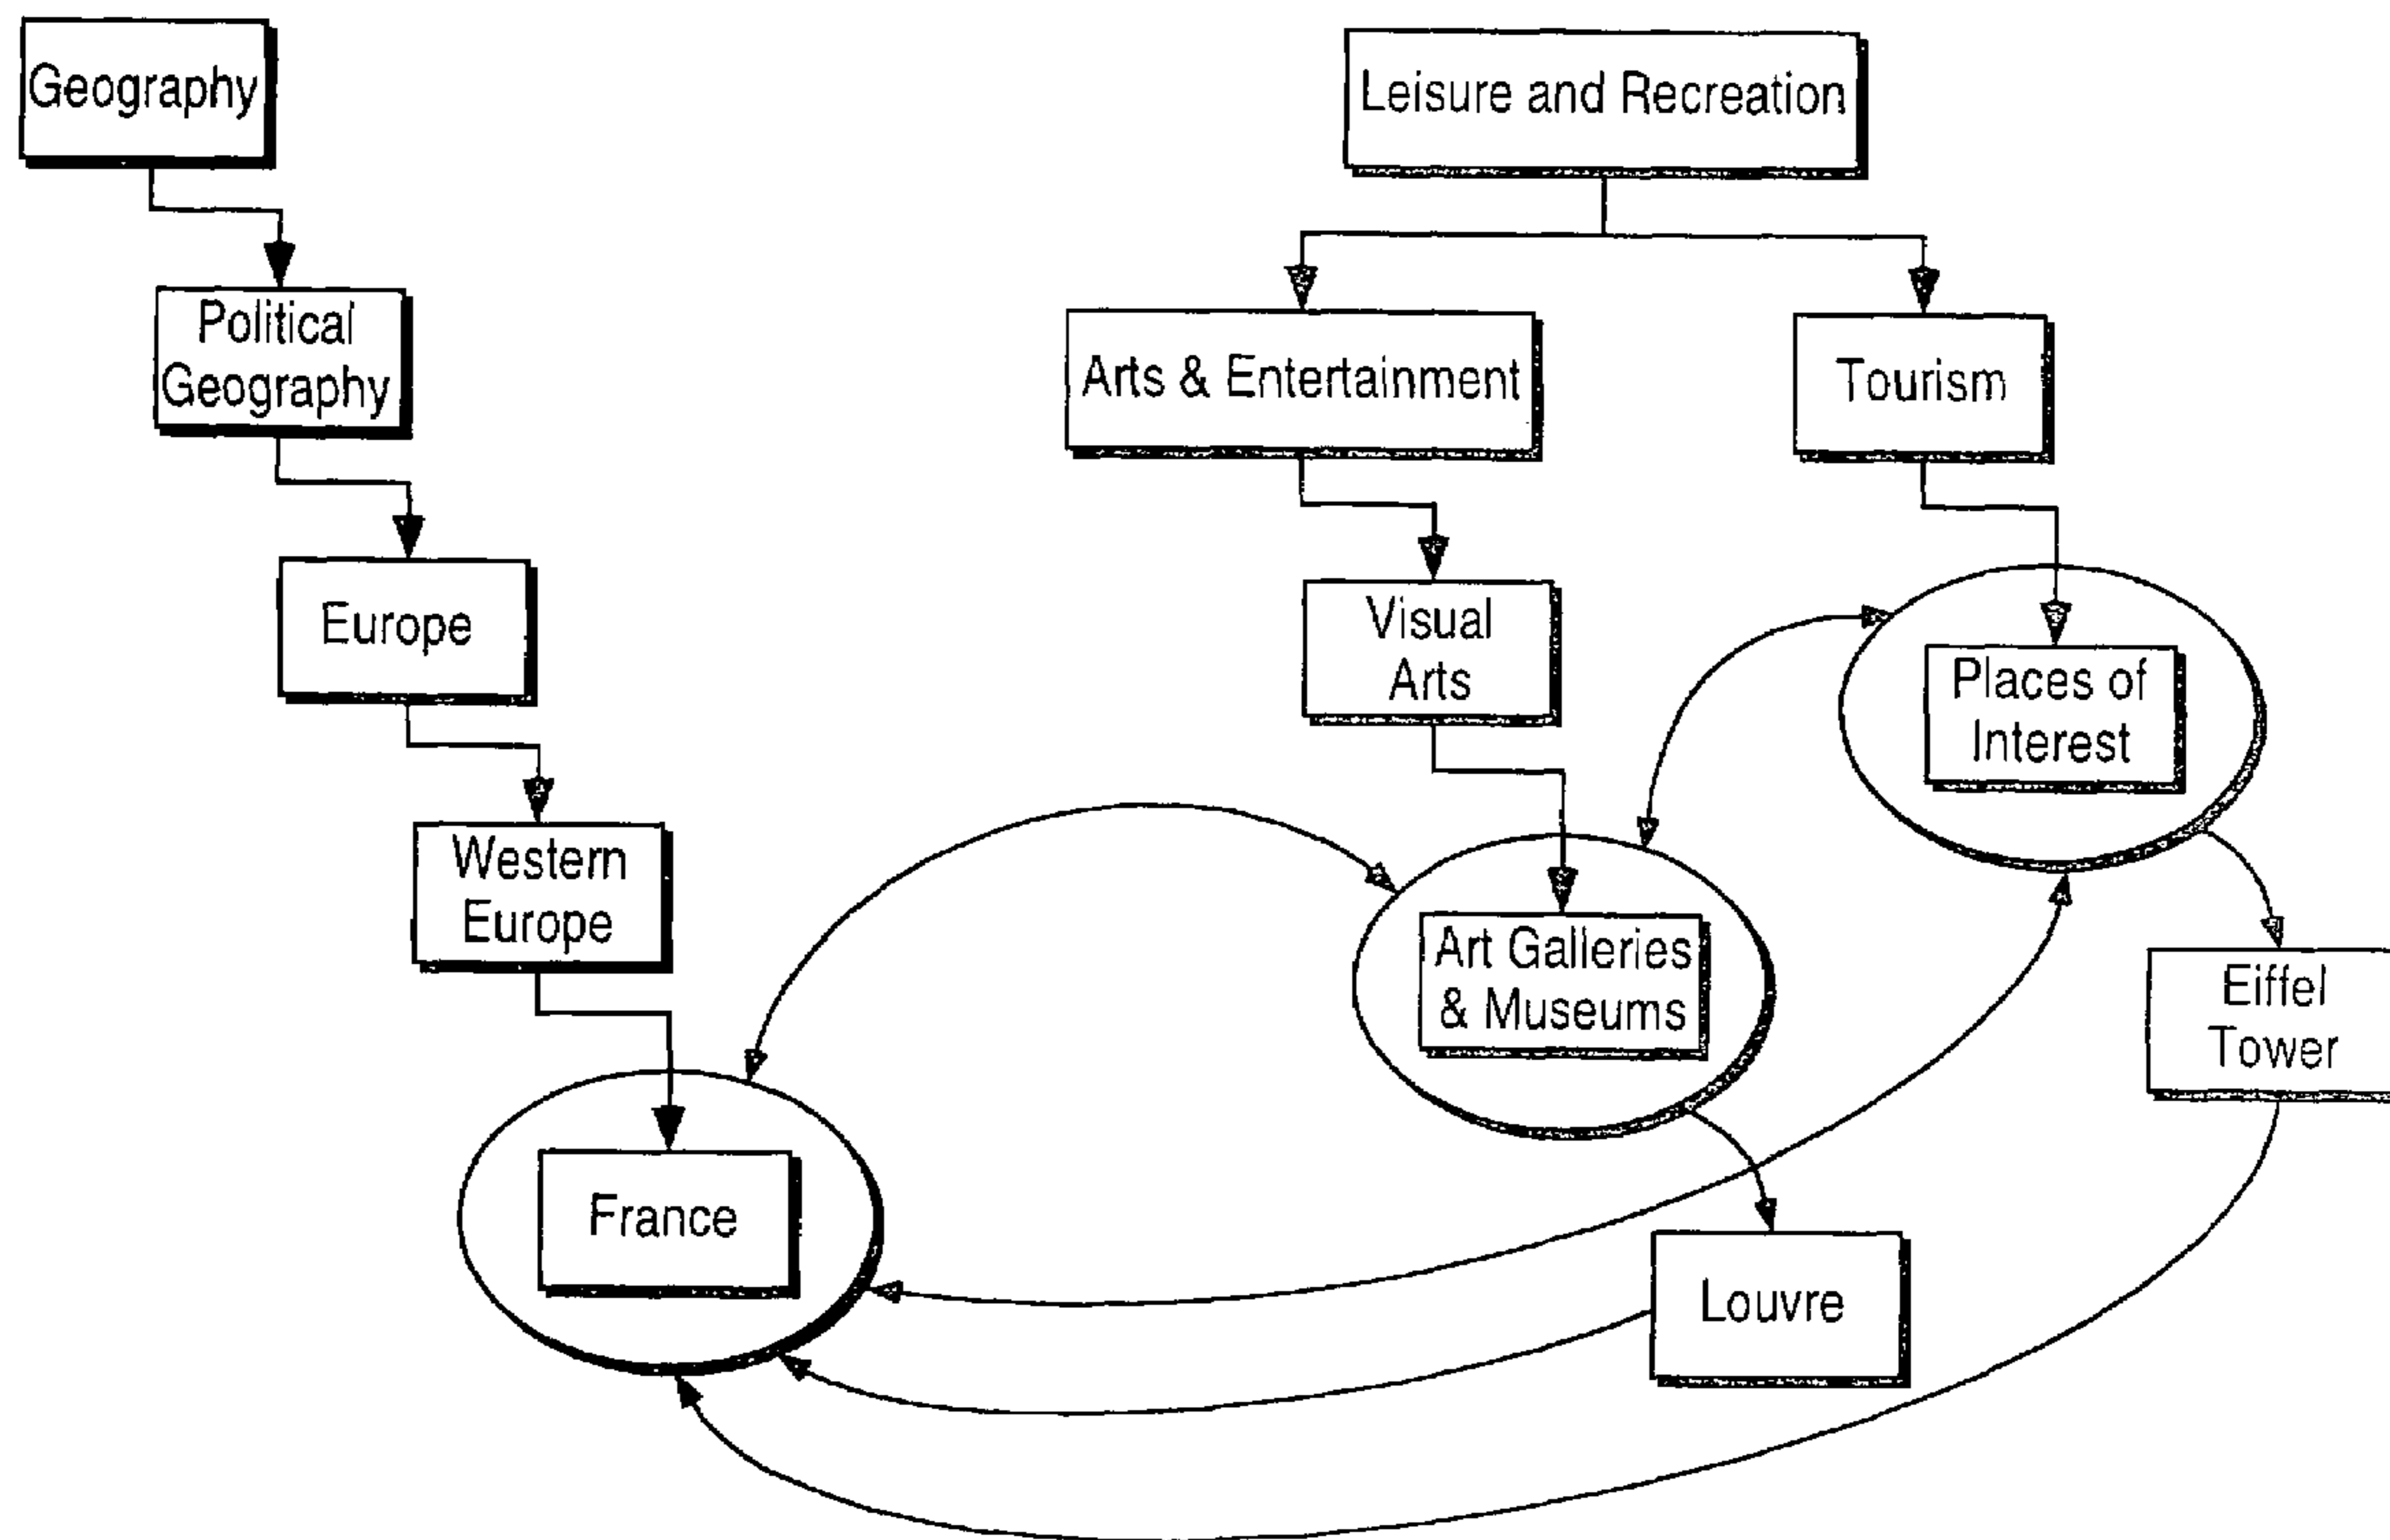 Geography
Leisure and Recreation
Political
Geography
Arts & Entertainment
Tourism
Europe
Visual
Arts
Places of
Interest
Western
Europe
Art Galleries
& Museums
Eiffel
Tower
France
Louvre